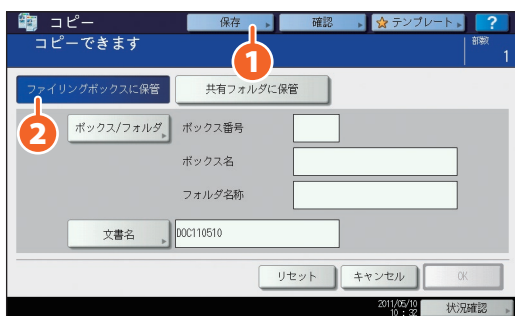 コピー 保存 確認 テンプレート ?
コピーできます 部数
1
1
ファイリングボックスに保管 共有フォルダに保管
2
ボックス/フォルダ ボックス番号
ボックス名
フォルダ名称
文書名 DOC110510
リセット キャンセル OK
2011/05/10
10:32 状況確認